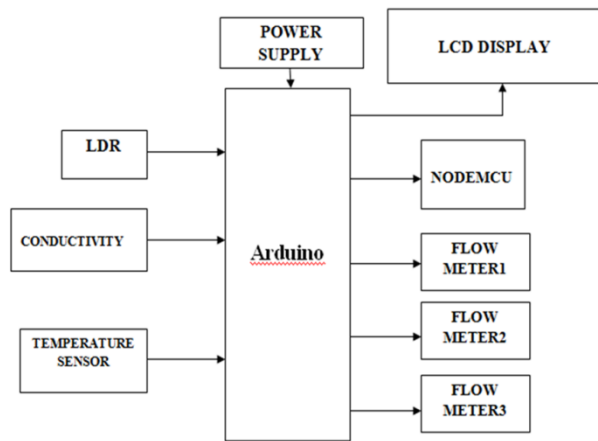 POWER
SUPPLY
LCD DISPLAY
LDR
NODEMCU
CONDUCTIVITY
Arduino
FLOW
METER1
FLOW
METER2
TEMPERATURE
SENSOR
FLOW
METER3